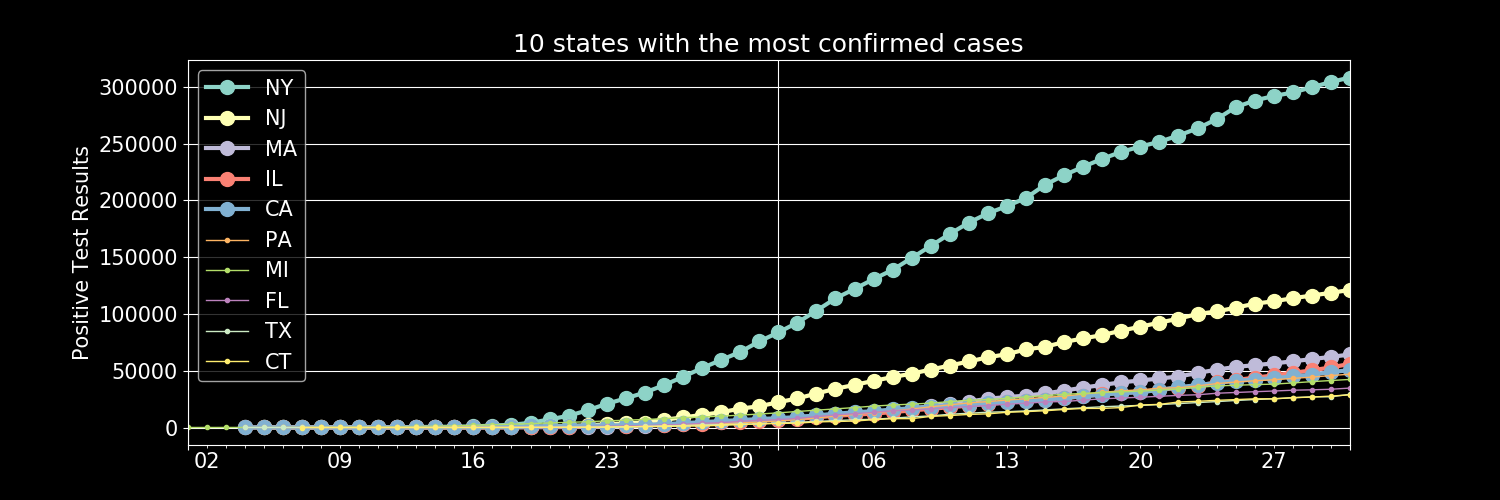 10 states with the most confirmed cases
Positive Test Results
300000
250000
200000
150000
100000
50000
0
NY
NJ
MA
IL
CA
PA
MI
FL
TX
CT
02 09 16 23 30 06 13 20 27